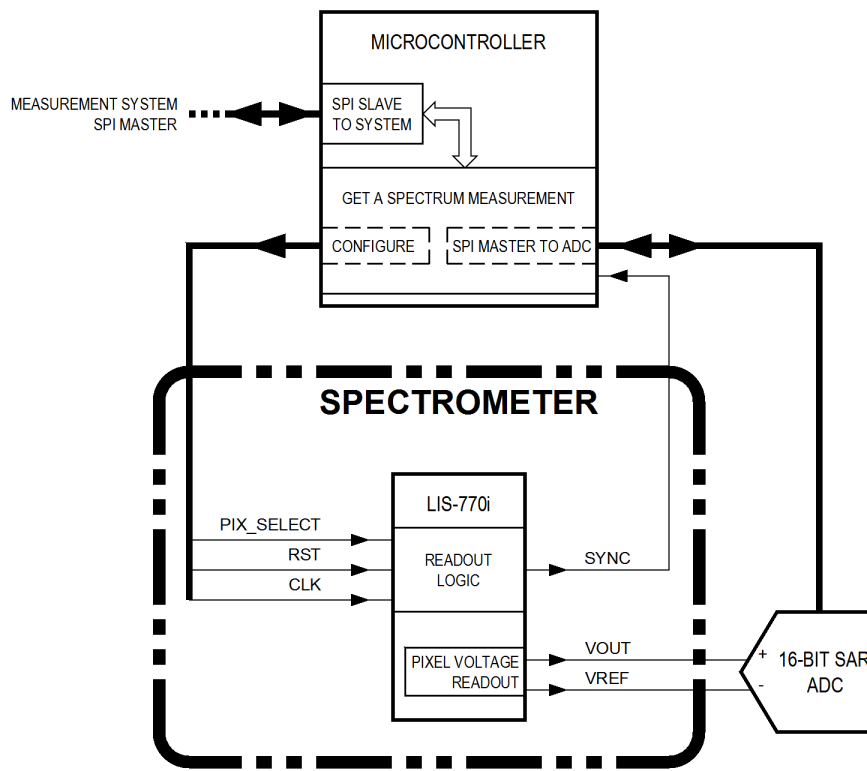 MICROCONTROLLER
MEASUREMENT SYSTEM
SPI MASTER
SPI SLAVE
TO SYSTEM
GET A SPECTRUM MEASUREMENT
CONFIGURE
SPI MASTER TO ADC
SPECTROMETER
LIS-770i
PIX_SELECT
RST
CLK
READOUT
LOGIC
SYNC
PIXEL VOLTAGE
READOUT
VOUT
VREF
+
-
16-BIT SAR
ADC